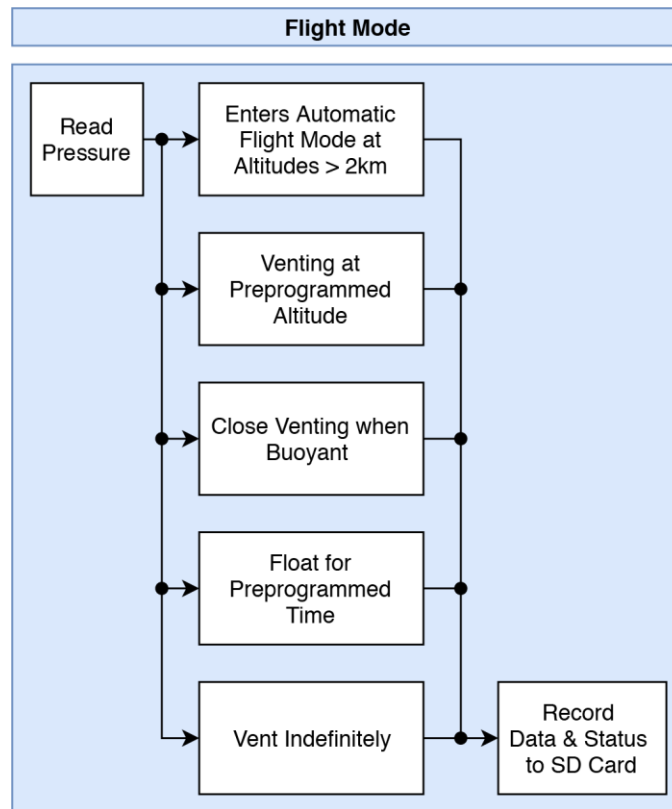 Flight Mode
Read
Pressure
Enters Automatic
Flight Mode at
Altitudes > 2km
Venting at
Preprogrammed
Altitude
Close Venting when
Buoyant
Float for
Preprogrammed
Time
Vent Indefinitely
Record
Data & Status
to SD Card